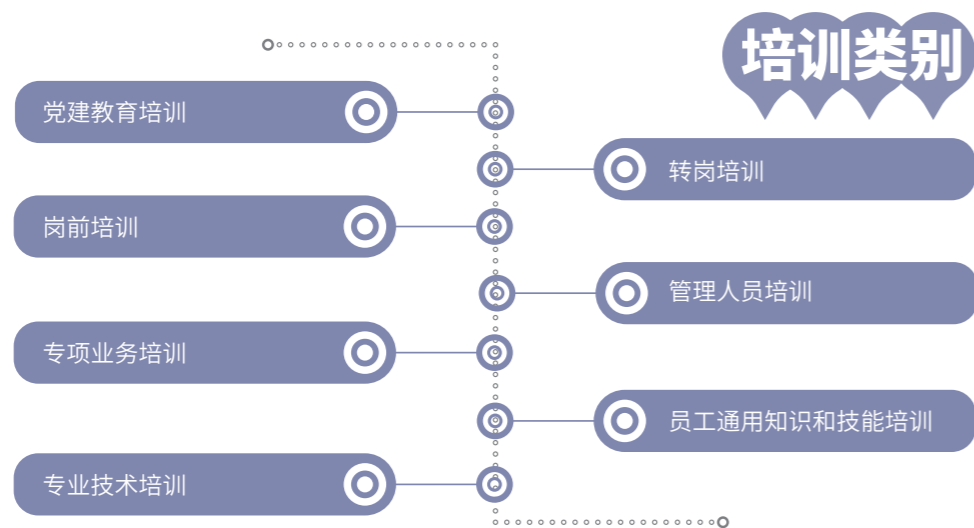 培训类别
党建教育培训
转岗培训
岗前培训
管理人员培训
专项业务培训
员工通用知识和技能培训
专业技术培训